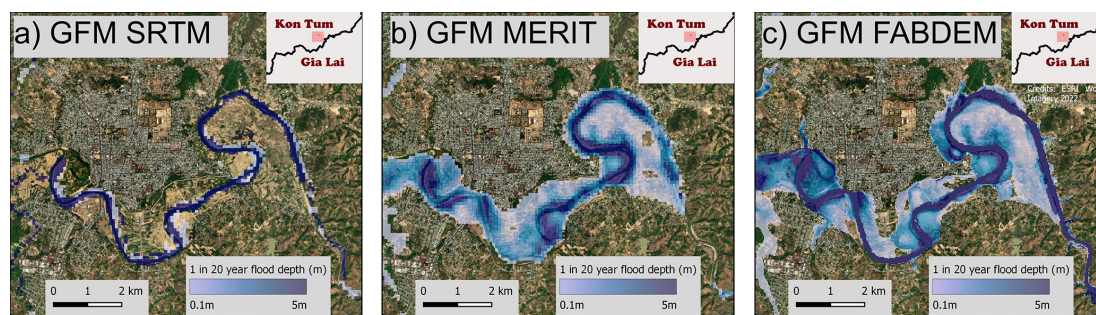 a) GFM SRTM
Kon Tum
Gia Lai
1 in 20 year flood depth (m)
0 1 2 km
0.1m 5m
b) GFM MERIT
Kon Tum
Gia Lai
1 in 20 year flood depth (m)
0 1 2 km
0.1m 5m
c) GFM FABDEM
Kon Tum
Gia Lai
Credits: ESRI Wo
Imagery 2022
1 in 20 year flood depth (m)
0 1 2 km
0.1m 5m